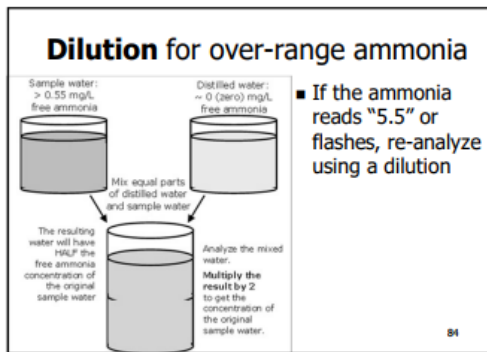 Dilution for over-range ammonia
Sample water:
> 0.55 mg/L
free ammonia
Distilled water:
~ 0 (zero) mg/L
free ammonia
Mix equal parts
of distilled water
and sample water
The resulting
water will have
HALF the
free ammonia
concentration of
the original
sample water
Analyze the mixed
water.
Multiply the
result by 2
to get the
concentration of
the original
sample water.
■ If the ammonia
reads “5.5” or
flashes, re-analyze
using a dilution
84